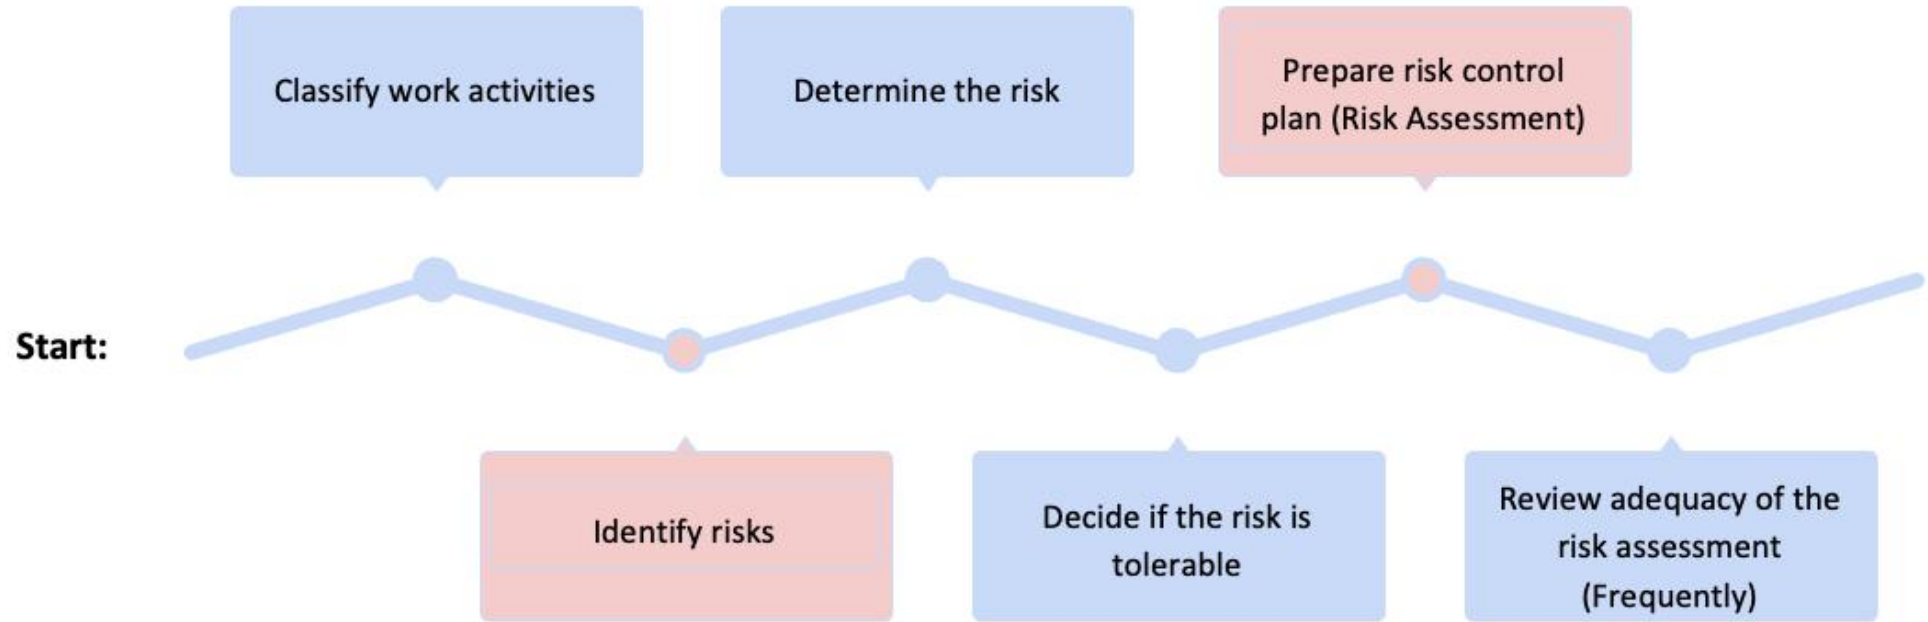 Classify work activities
Determine the risk
Prepare risk control
plan (Risk Assessment)
Start:
Identify risks
Decide if the risk is
tolerable
Review adequacy of the
risk assessment
(Frequently)